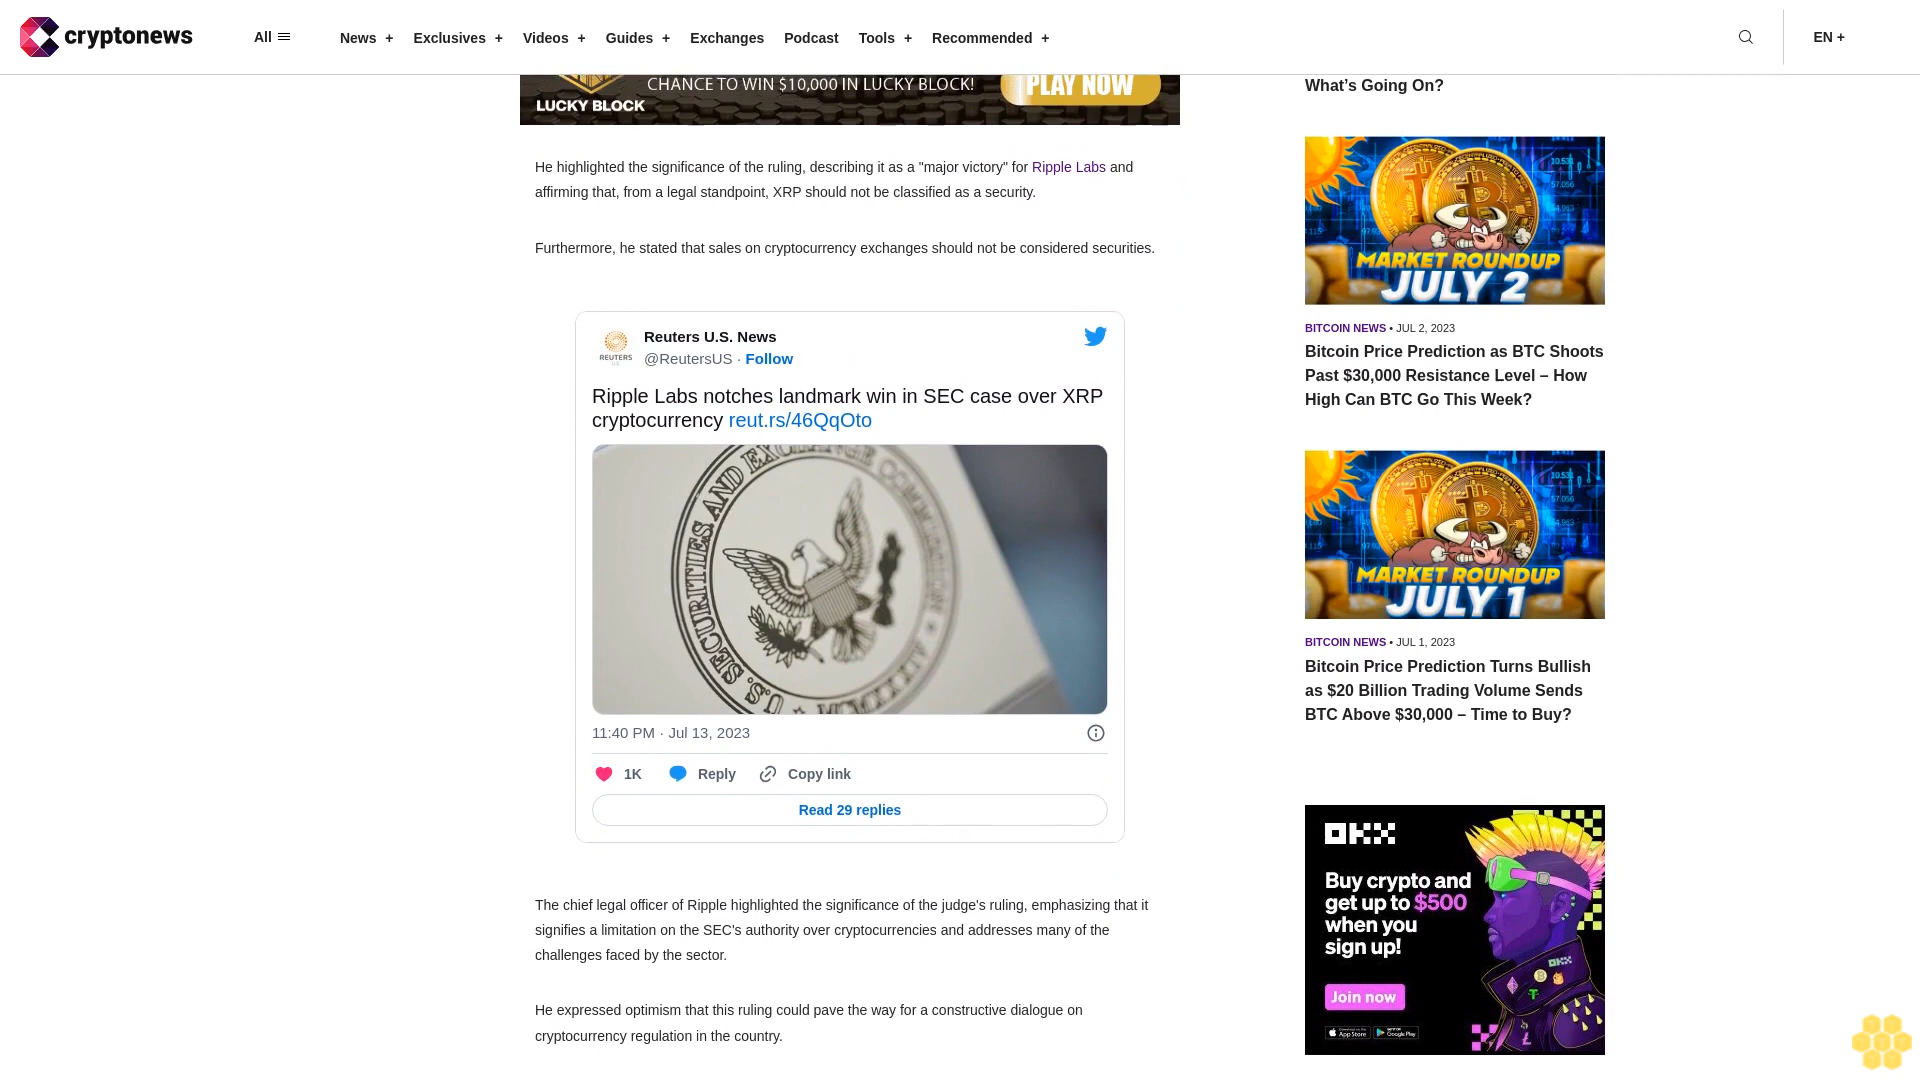 cryptonews
All
News +
Exclusives +
Videos +
Guides +
Exchanges
Podcast
Tools +
Recommended +
EN +
CHANCE TO WIN $10,000 IN LUCKY BLOCK!
PLAY NOW
LUCKY BLOCK
He highlighted the significance of the ruling, describing it as a "major victory" for Ripple Labs and
affirming that, from a legal standpoint, XRP should not be classified as a security.
Furthermore, he stated that sales on cryptocurrency exchanges should not be considered securities.
REUTERS
Reuters U.S. News
@ReutersUS · Follow
Ripple Labs notches landmark win in SEC case over XRP
cryptocurrency reut.rs/46QqOto
U.S. SECURITIES AND EXCHANGE COMMISSION
11:40 PM · Jul 13, 2023
1K
Reply
Copy link
Read 29 replies
The chief legal officer of Ripple highlighted the significance of the judge's ruling, emphasizing that it
signifies a limitation on the SEC's authority over cryptocurrencies and addresses many of the
challenges faced by the sector.
He expressed optimism that this ruling could pave the way for a constructive dialogue on
cryptocurrency regulation in the country.
What's Going On?
MARKET ROUNDUP
JULY 2
BITCOIN NEWS • JUL 2, 2023
Bitcoin Price Prediction as BTC Shoots
Past $30,000 Resistance Level – How
High Can BTC Go This Week?
MARKET ROUNDUP
JULY 1
BITCOIN NEWS • JUL 1, 2023
Bitcoin Price Prediction Turns Bullish
as $20 Billion Trading Volume Sends
BTC Above $30,000 – Time to Buy?
OKX
Buy crypto and
get up to $500
when you
sign up!
OKX
Join now
App Store
Google Play